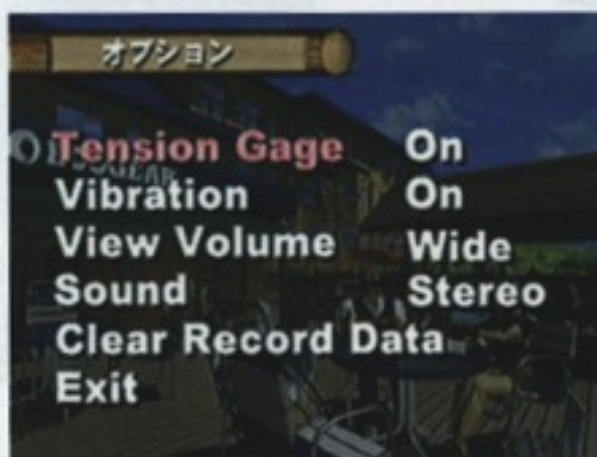 オプション
Tension Gage On
Vibration On
View Volume Wide
Sound Stereo
Clear Record Data
Exit